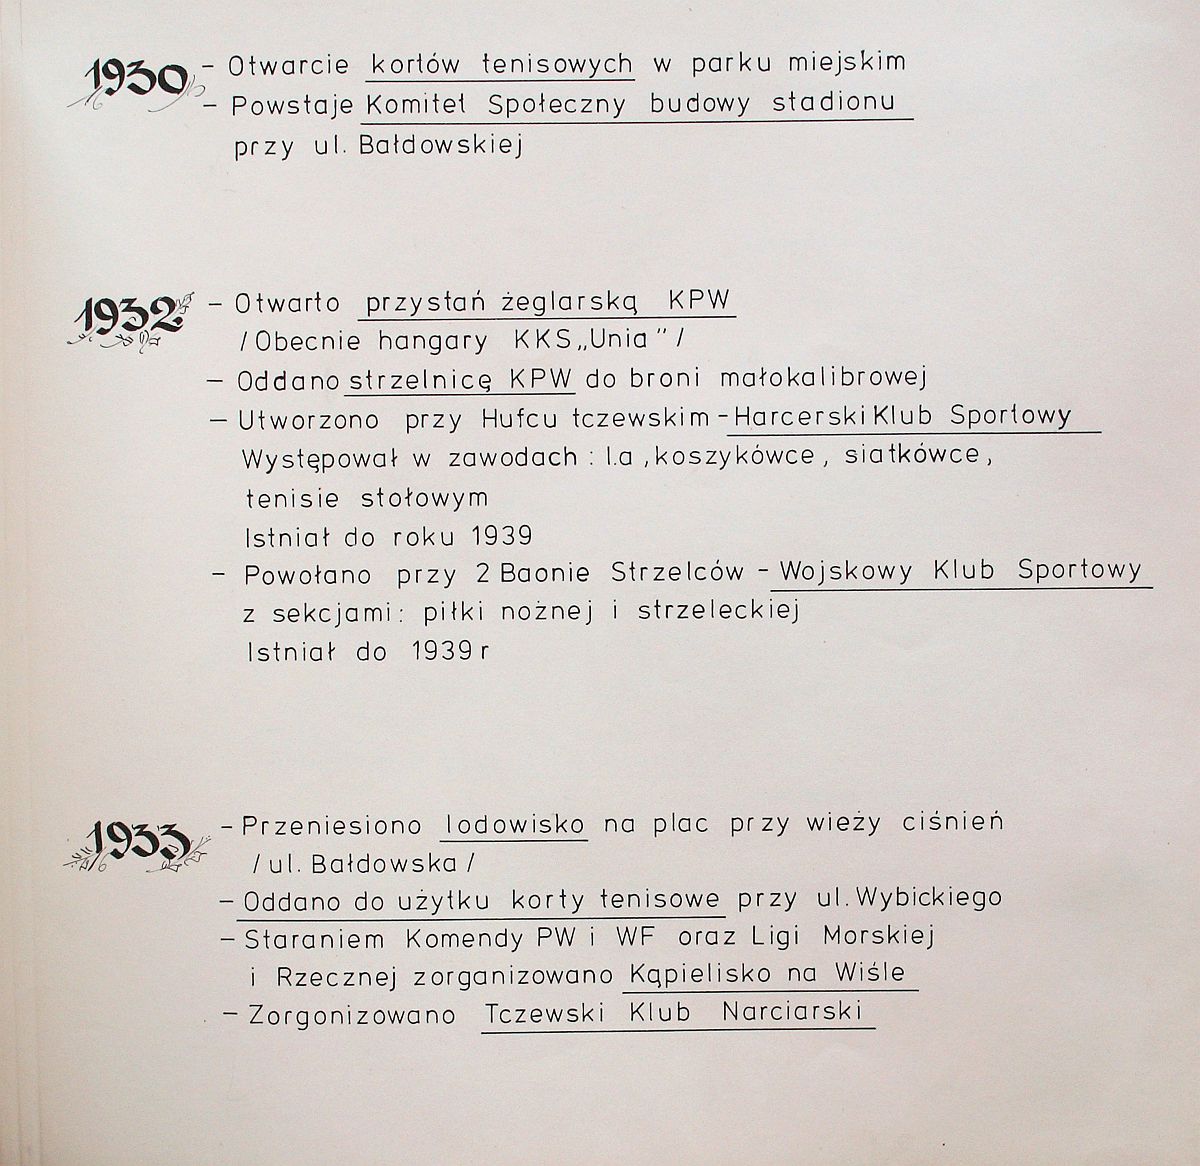 1930 – Otwarcie kortów tenisowych w parku miejskim
– Powstaje Komitet Społeczny budowy stadionu
przy ul. Bałdowskiej
1932 – Otwarto przystań żeglarską KPW
/Obecnie hangary KKS „Unia”/
– Oddano strzelnicę KPW do broni małokalibrowej
– Utworzono przy Hufcu tczewskim – Harcerski Klub Sportowy
Występował w zawodach : l.a , koszykówce , siatkówce ,
tenisie stołowym
Istniał do roku 1939
– Powołano przy 2 Baonie Strzelców – Wojskowy Klub Sportowy
z sekcjami : piłki nożnej i strzeleckiej
Istniał do 1939 r
1933 – Przeniesiono lodowisko na plac przy wieży ciśnień
/ul. Bałdowska/
– Oddano do użytku korty tenisowe przy ul. Wybickiego
– Staraniem Komendy PW i WF oraz Ligi Morskiej
i Rzecznej zorganizowano Kąpielisko na Wiśle
– Zorgonizowano Tczewski Klub Narciarski